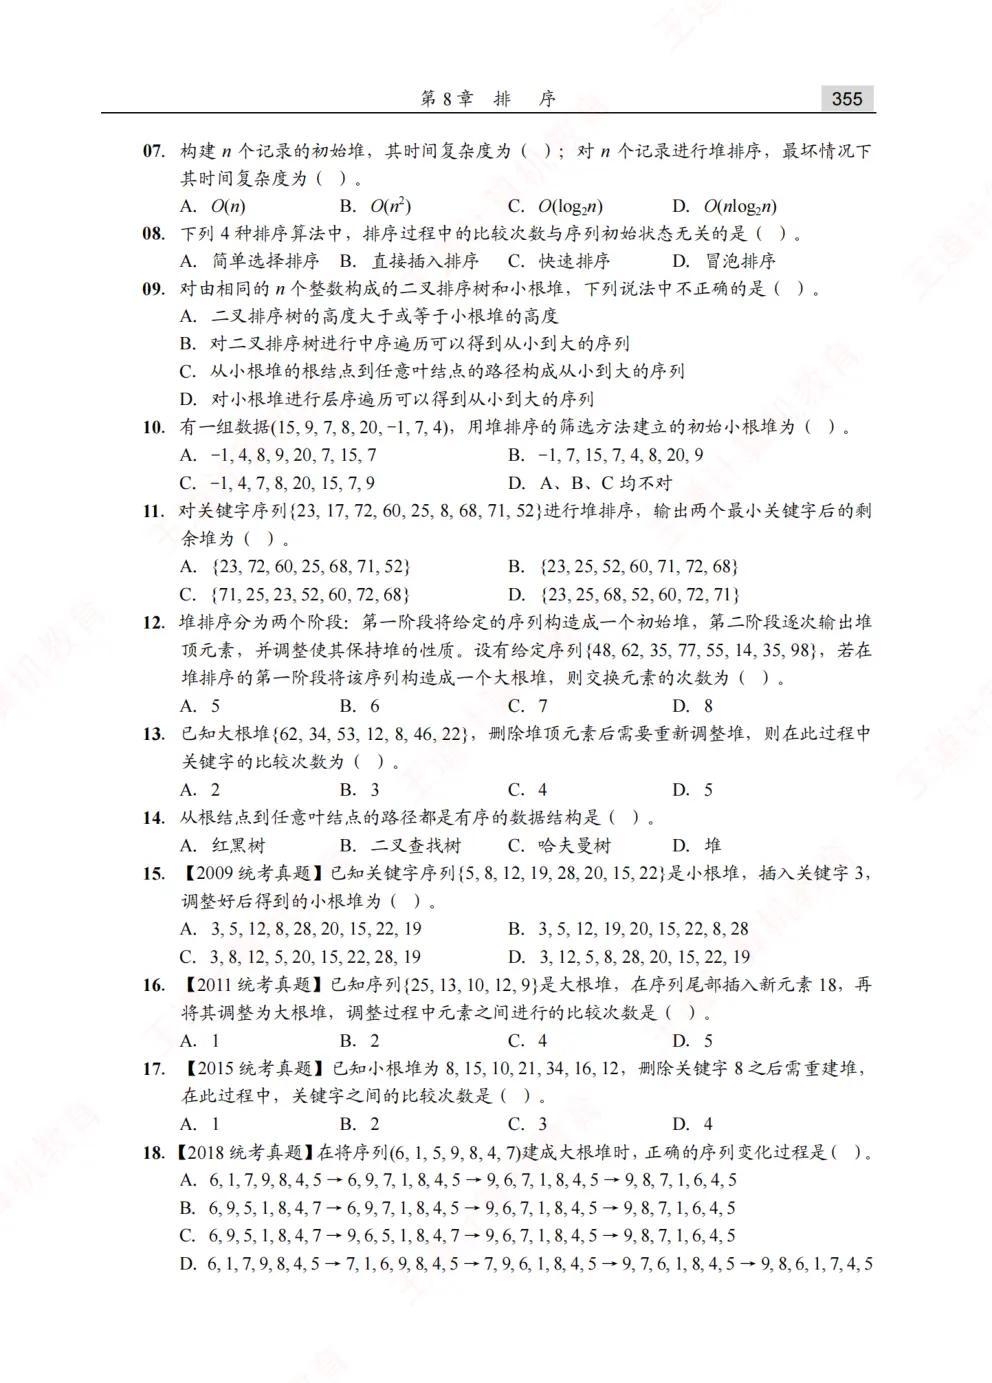 第 8 章 排 序 355
07. 构建 n 个记录的初始堆，其时间复杂度为（ ）；对 n 个记录进行堆排序，最坏情况下
其时间复杂度为（ ）。
A. O(n) B. O(n²) C. O(log₂n) D. O(nlog₂n)
08. 下列 4 种排序算法中，排序过程中的比较次数与序列初始状态无关的是（ ）。
A. 简单选择排序 B. 直接插入排序 C. 快速排序 D. 冒泡排序
09. 对由相同的 n 个整数构成的二叉排序树和小根堆，下列说法中不正确的是（ ）。
A. 二叉排序树的高度大于或等于小根堆的高度
B. 对二叉排序树进行中序遍历可以得到从小到大的序列
C. 从小根堆的根结点到任意叶结点的路径构成从小到大的序列
D. 对小根堆进行层序遍历可以得到从小到大的序列
10. 有一组数据(15, 9, 7, 8, 20, −1, 7, 4)，用堆排序的筛选方法建立的初始小根堆为（ ）。
A. −1, 4, 8, 9, 20, 7, 15, 7 B. −1, 7, 15, 7, 4, 8, 20, 9
C. −1, 4, 7, 8, 20, 15, 7, 9 D. A、B、C 均不对
11. 对关键字序列{23, 17, 72, 60, 25, 8, 68, 71, 52}进行堆排序，输出两个最小关键字后的剩
余堆为（ ）。
A. {23, 72, 60, 25, 68, 71, 52} B. {23, 25, 52, 60, 71, 72, 68}
C. {71, 25, 23, 52, 60, 72, 68} D. {23, 25, 68, 52, 60, 72, 71}
12. 堆排序分为两个阶段：第一阶段将给定的序列构造成一个初始堆，第二阶段逐次输出堆
顶元素，并调整使其保持堆的性质。设有给定序列{48, 62, 35, 77, 55, 14, 35, 98}，若在
堆排序的第一阶段将该序列构造成一个大根堆，则交换元素的次数为（ ）。
A. 5 B. 6 C. 7 D. 8
13. 已知大根堆{62, 34, 53, 12, 8, 46, 22}，删除堆顶元素后需要重新调整堆，则在此过程中
关键字的比较次数为（ ）。
A. 2 B. 3 C. 4 D. 5
14. 从根结点到任意叶结点的路径都是有序的数据结构是（ ）。
A. 红黑树 B. 二叉查找树 C. 哈夫曼树 D. 堆
15. 【2009 统考真题】已知关键字序列{5, 8, 12, 19, 28, 20, 15, 22}是小根堆，插入关键字 3，
调整好后得到的小根堆为（ ）。
A. 3, 5, 12, 8, 28, 20, 15, 22, 19 B. 3, 5, 12, 19, 20, 15, 22, 8, 28
C. 3, 8, 12, 5, 20, 15, 22, 28, 19 D. 3, 12, 5, 8, 28, 20, 15, 22, 19
16. 【2011 统考真题】已知序列{25, 13, 10, 12, 9}是大根堆，在序列尾部插入新元素 18，再
将其调整为大根堆，调整过程中元素之间进行的比较次数是（ ）。
A. 1 B. 2 C. 4 D. 5
17. 【2015 统考真题】已知小根堆为 8, 15, 10, 21, 34, 16, 12，删除关键字 8 之后需重建堆，
在此过程中，关键字之间的比较次数是（ ）。
A. 1 B. 2 C. 3 D. 4
18. 【2018 统考真题】在将序列(6, 1, 5, 9, 8, 4, 7)建成大根堆时，正确的序列变化过程是（ ）。
A. 6, 1, 7, 9, 8, 4, 5 → 6, 9, 7, 1, 8, 4, 5 → 9, 6, 7, 1, 8, 4, 5 → 9, 8, 7, 1, 6, 4, 5
B. 6, 9, 5, 1, 8, 4, 7 → 6, 9, 7, 1, 8, 4, 5 → 9, 6, 7, 1, 8, 4, 5 → 9, 8, 7, 1, 6, 4, 5
C. 6, 9, 5, 1, 8, 4, 7 → 9, 6, 5, 1, 8, 4, 7 → 9, 6, 7, 1, 8, 4, 5 → 9, 8, 7, 1, 6, 4, 5
D. 6, 1, 7, 9, 8, 4, 5 → 7, 1, 6, 9, 8, 4, 5 → 7, 9, 6, 1, 8, 4, 5 → 9, 7, 6, 1, 8, 4, 5 → 9, 8, 6, 1, 7, 4, 5